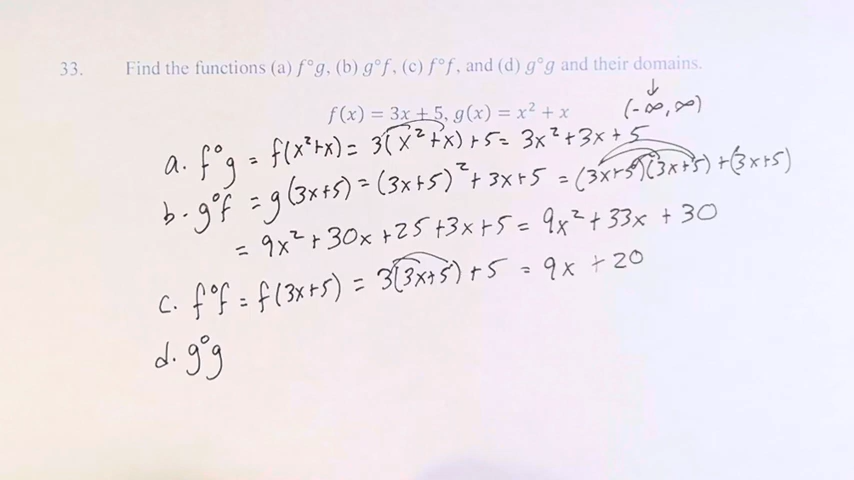 33. Find the functions (a) f°g, (b) g°f, (c) f°f, and (d) g°g and their domains.
↓
f(x) = 3x + 5, g(x) = x² + x (-∞, ∞)
a. f°g = f(x²+x) = 3(x²+x) + 5 = 3x² + 3x + 5
b. g°f = g(3x+5) = (3x+5)² + 3x+5 = (3x+5)(3x+5) + (3x+5)
= 9x² + 30x + 25 + 3x + 5 = 9x² + 33x + 30
c. f°f = f(3x+5) = 3(3x+5) + 5 = 9x + 20
d. g°g